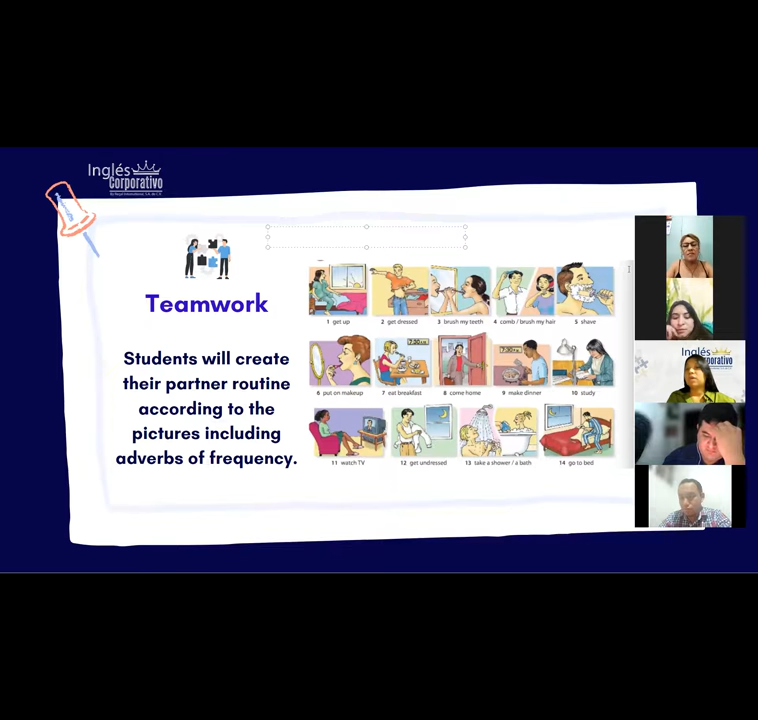 Inglés
Corporativo
Teamwork
Students will create
their partner routine
according to the
pictures including
adverbs of frequency.
1 get up
2 get dressed
3 brush my teeth
4 comb / brush my hair
5 shave
7:30
6 put on makeup
7 eat breakfast
8 come home
9 make dinner
10 study
11 watch TV
12 get undressed
13 take a shower / a bath
14 go to bed
Inglés
Corporativo